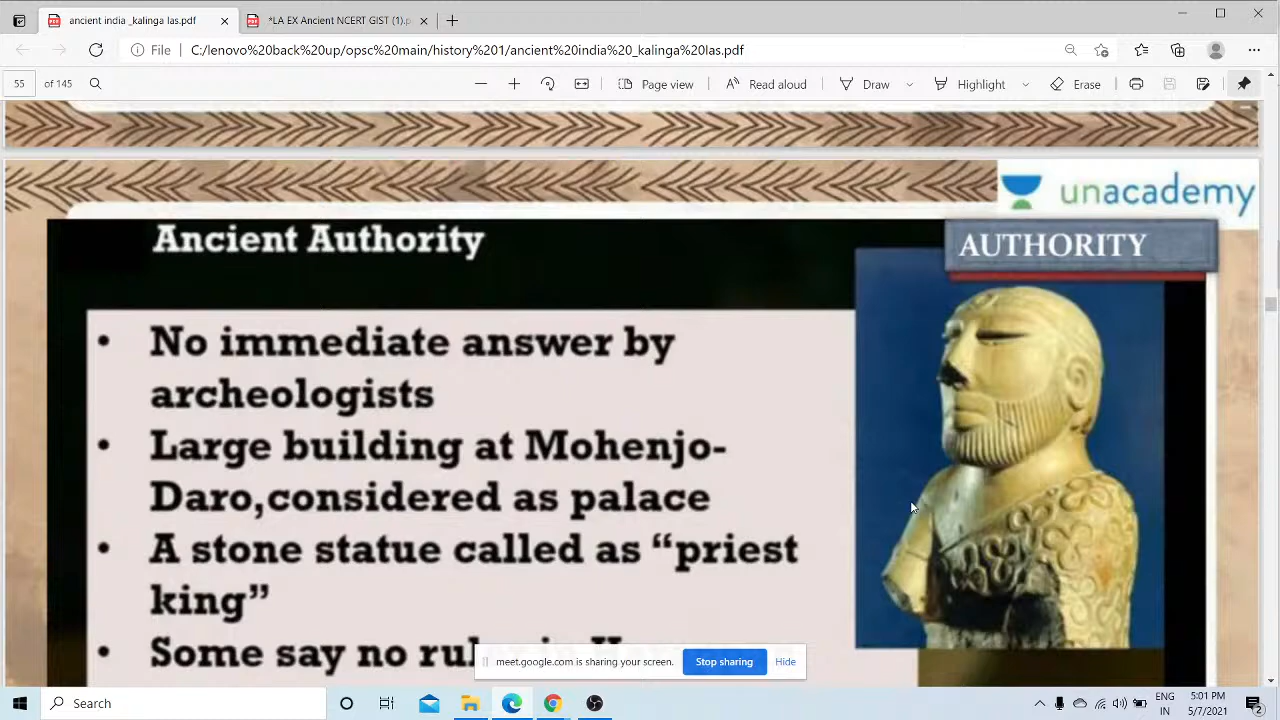 ancient india _kalinga las.pdf
*LA EX Ancient NCERT GIST (1).p
File
C:/lenovo%20back%20up/opsc%20main/history%201/ancient%20india%20_kalinga%20las.pdf
55
of 145
Page view
Read aloud
Draw
Highlight
Erase
unacademy
Ancient Authority
AUTHORITY
• No immediate answer by
archeologists
• Large building at Mohenjo-
Daro,considered as palace
• A stone statue called as “priest
king”
• Some say no
meet.google.com is sharing your screen.
Stop sharing
Hide
Search
ENG
IN
5:01 PM
5/7/2021
2